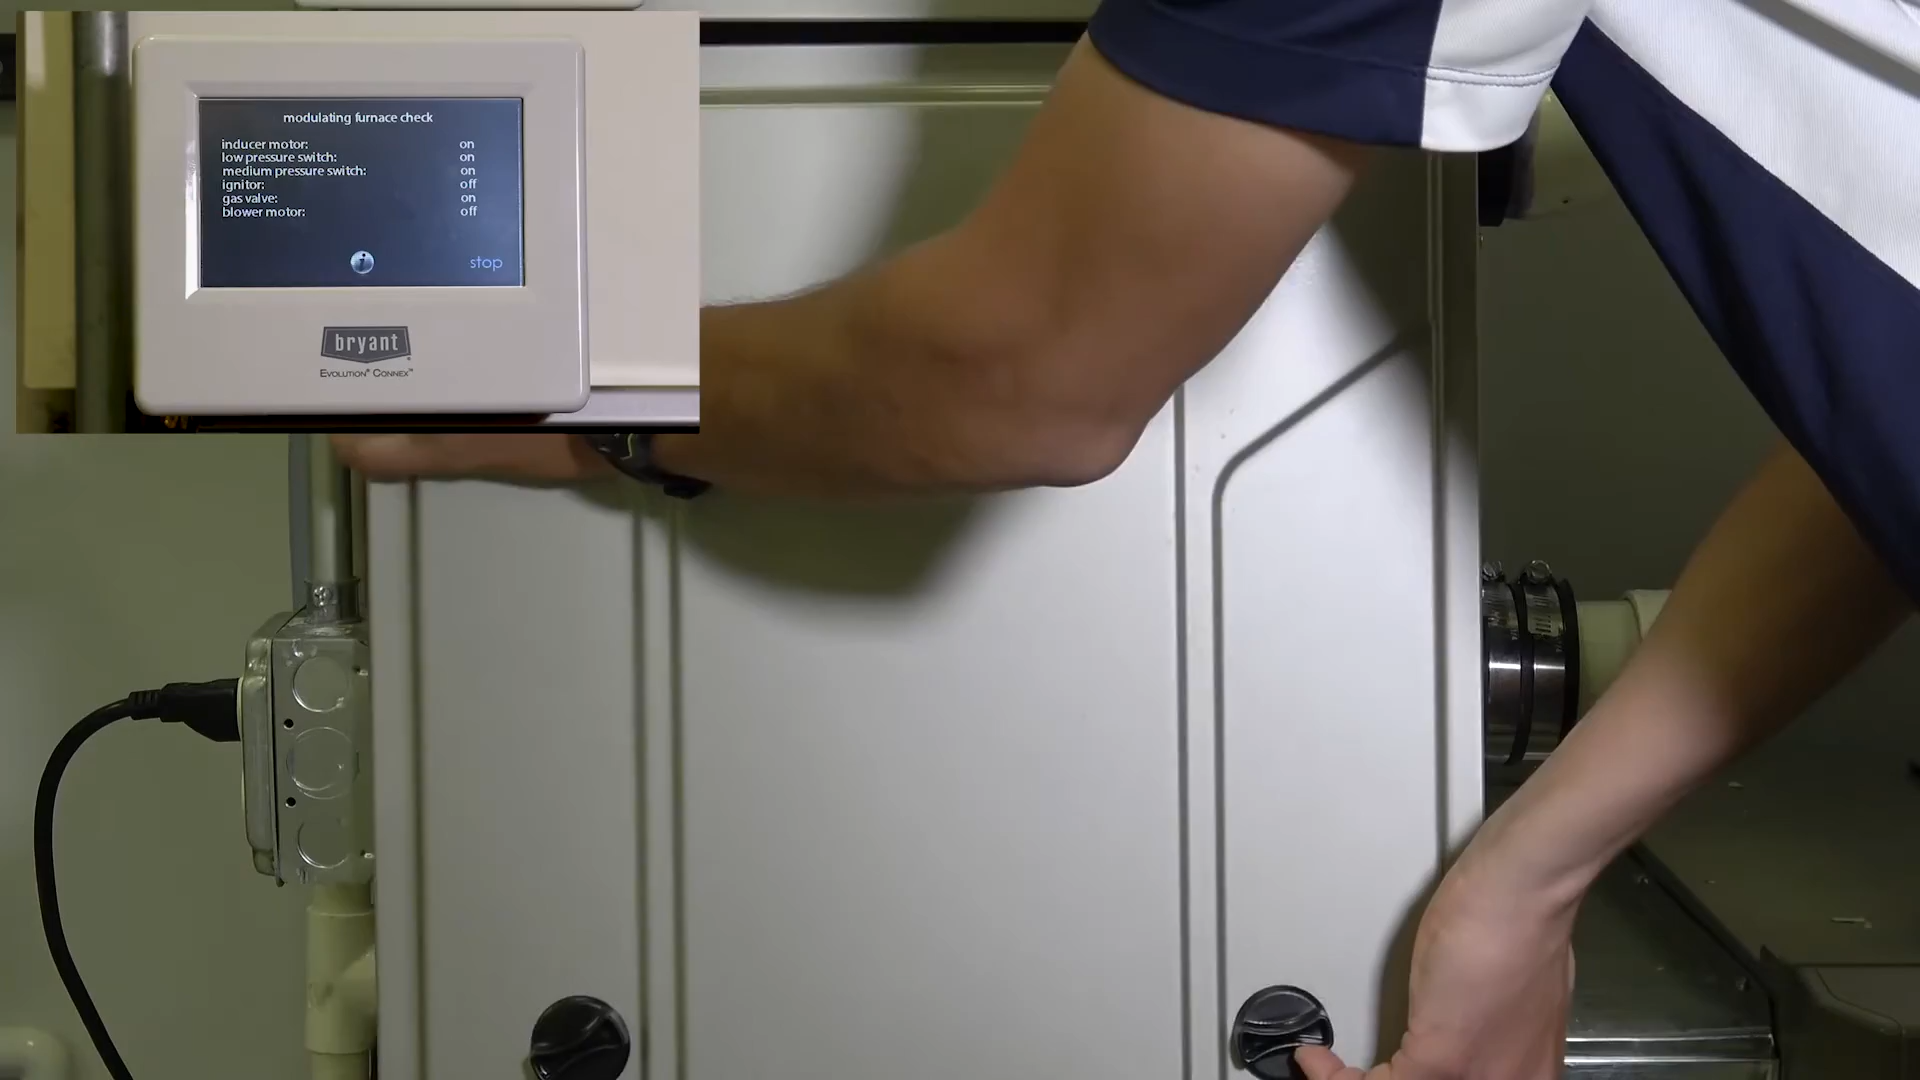 modulating furnace check
inducer motor: on
low pressure switch: on
medium pressure switch: on
ignitor: off
gas valve: on
blower motor: off
i stop
bryant
EVOLUTION® CONNEX™